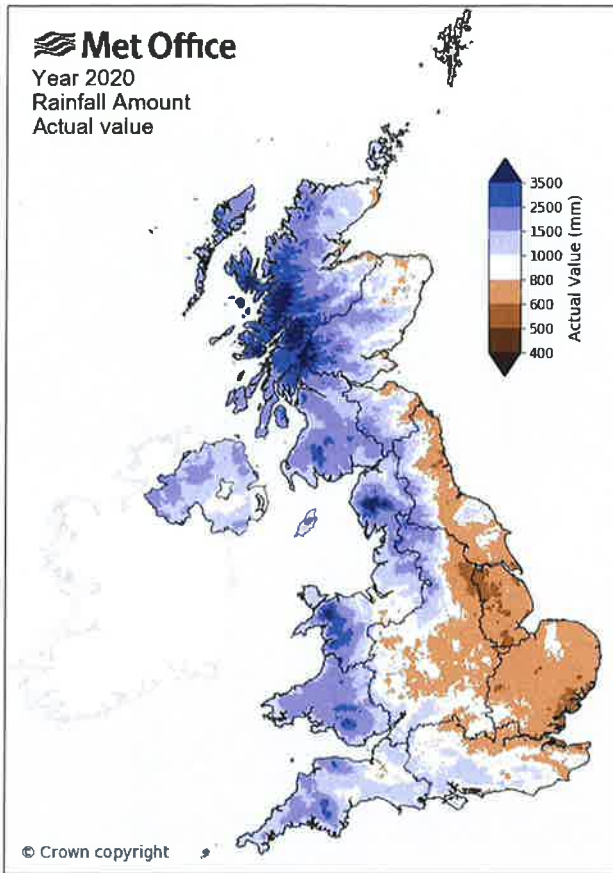 Met Office
Year 2020
Rainfall Amount
Actual value
3500
2500
1500
1000
800
600
500
400
Actual Value (mm)
© Crown copyright